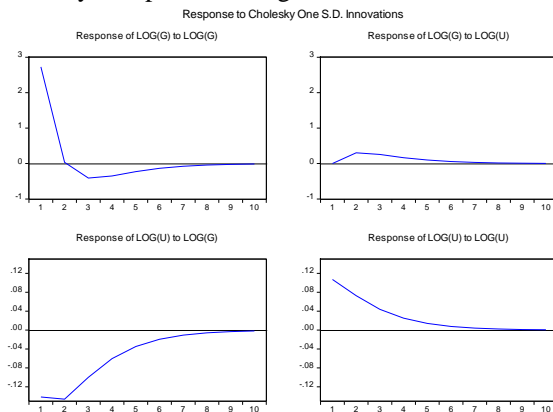 Response to Cholesky One S.D. Innovations
Response of LOG(G) to LOG(G)
3
2
1
0
-1
1 2 3 4 5 6 7 8 9 10
Response of LOG(G) to LOG(U)
3
2
1
0
-1
1 2 3 4 5 6 7 8 9 10
Response of LOG(U) to LOG(G)
.12
.08
.04
.00
-.04
-.08
-.12
1 2 3 4 5 6 7 8 9 10
Response of LOG(U) to LOG(U)
.12
.08
.04
.00
-.04
-.08
-.12
1 2 3 4 5 6 7 8 9 10